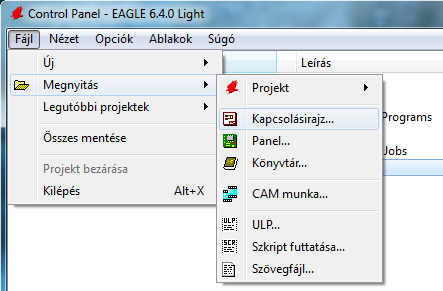 Control Panel - EAGLE 6.4.0 Light
Fájl Nézet Opciók Ablakok Súgó
Új
Megnyitás
Legutóbbi projektek
Összes mentése
Projekt bezárása
Kilépés Alt+X
Leírás
Projekt
Kapcsolásirajz...
Panel...
Könyvtár...
CAM munka...
ULP...
Szkript futtatása...
Szövegfájl...
Programs
Jobs